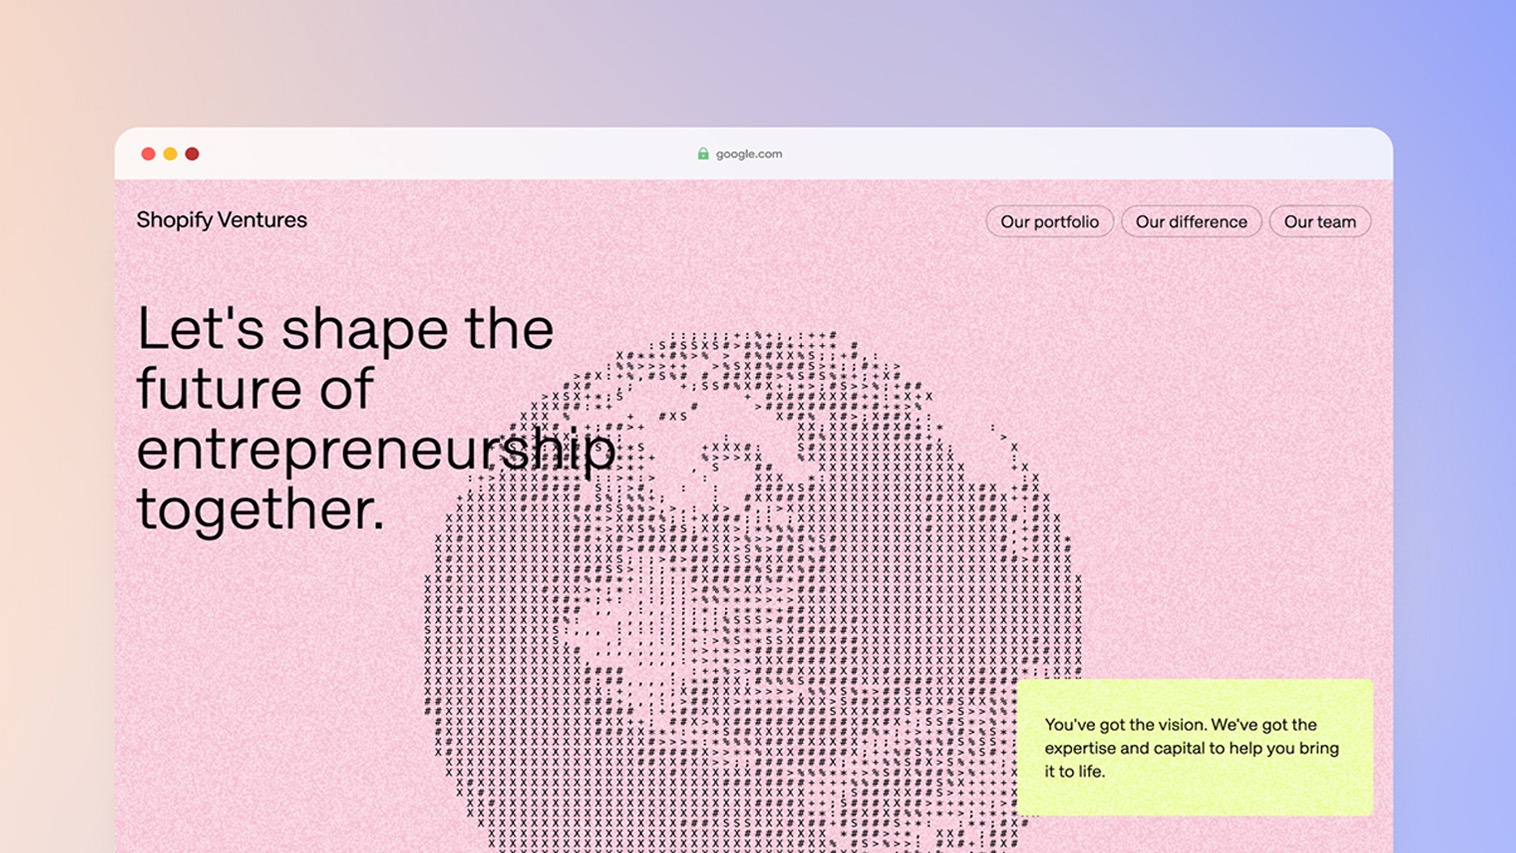 google.com
Shopify Ventures
Our portfolio
Our difference
Our team
Let's shape the
future of
entrepreneurship
together.
You've got the vision. We've got the
expertise and capital to help you bring
it to life.